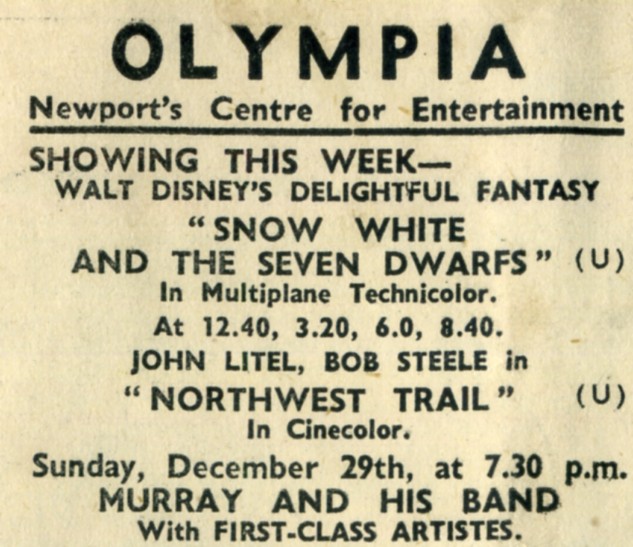 OLYMPIA
Newport's Centre for Entertainment
SHOWING THIS WEEK—
WALT DISNEY'S DELIGHTFUL FANTASY
"SNOW WHITE
AND THE SEVEN DWARFS" (U)
In Multiplane Technicolor.
At 12.40, 3.20, 6.0, 8.40.
JOHN LITEL, BOB STEELE in
"NORTHWEST TRAIL" (U)
In Cinecolor.
Sunday, December 29th, at 7.30 p.m.
MURRAY AND HIS BAND
With FIRST-CLASS ARTISTES.